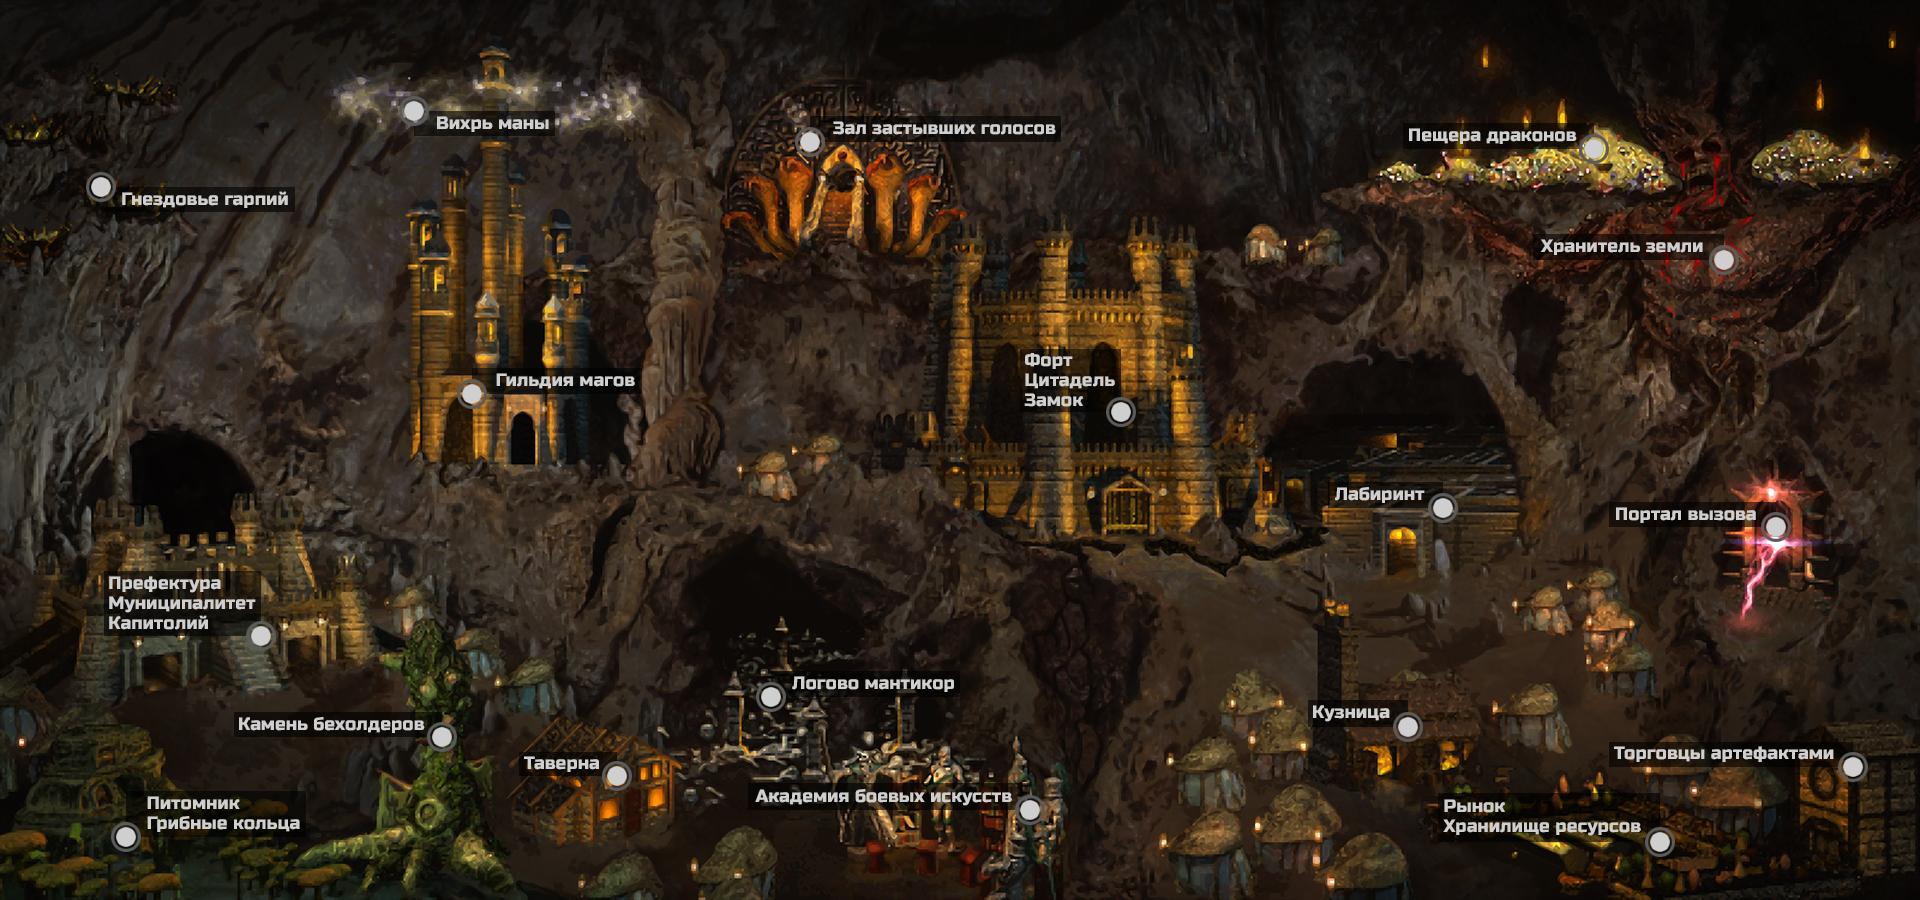 Вихрь маны
Зал застывших голосов
Пещера драконов
Гнездовье гарпий
Хранитель земли
Форт
Цитадель
Замок
Гильдия магов
Лабиринт
Портал вызова
Префектура
Муниципалитет
Капитолий
Логово мантикор
Камень бехолдеров
Кузница
Таверна
Торговцы артефактами
Академия боевых искусств
Питомник
Грибные кольца
Рынок
Хранилище ресурсов